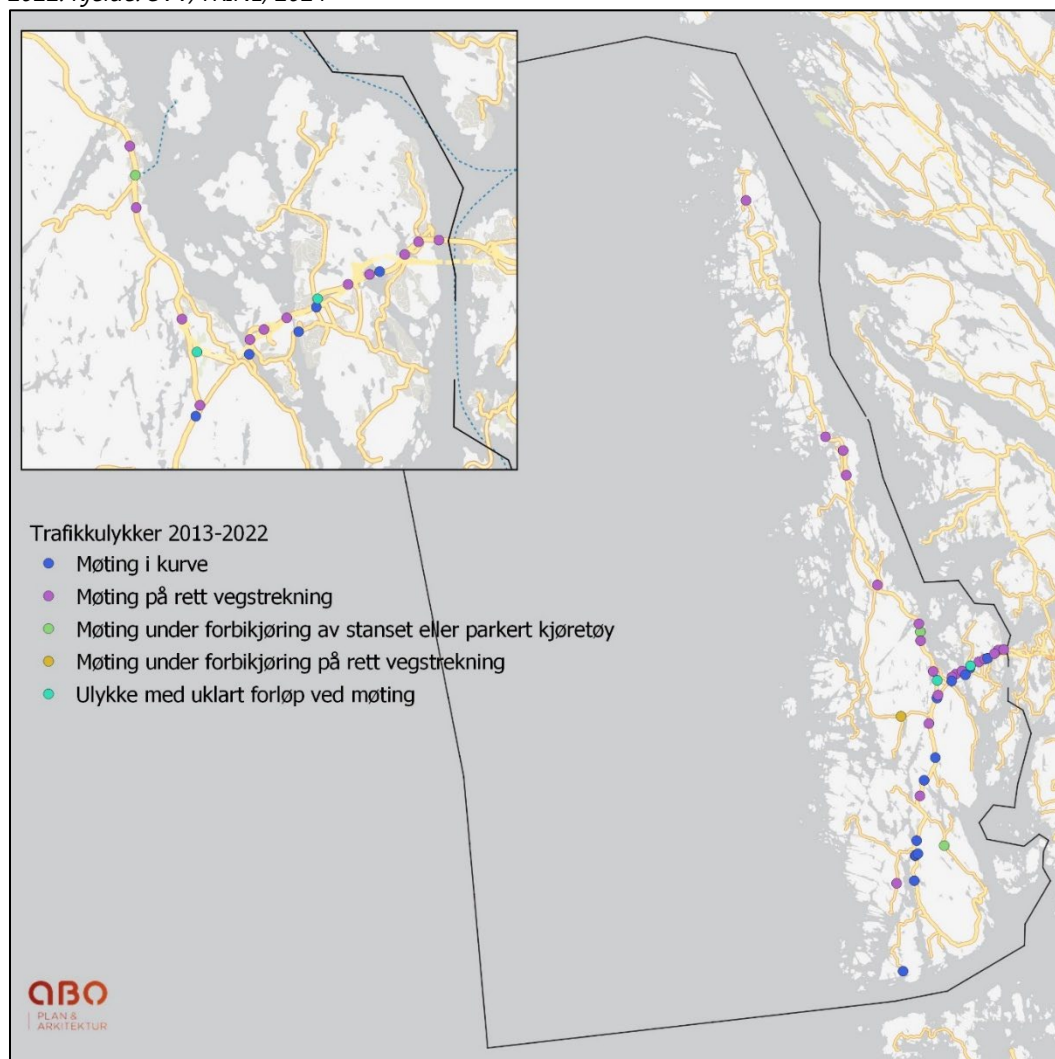 Trafikkulykker 2013-2022
Møting i kurve
Møting på rett vegstrekning
Møting under forbikjøring av stanset eller parkert kjøretøy
Møting under forbikjøring på rett vegstrekning
Ulykke med uklart forløp ved møting
ABO
PLAN &
ARKITEKTUR